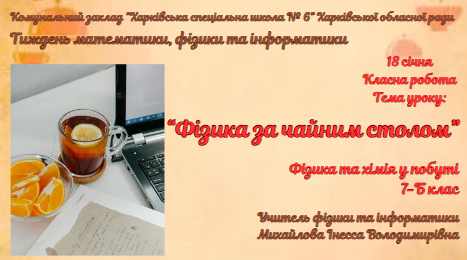 Комунальний заклад "Харківська спеціальна школа № 6" Харківської обласної ради
Тиждень математики, фізики та інформатики
18 січня
Класна робота
Тема уроку:
“Фізика за чайним столом”
Фізика та хімія у побуті
7-Б клас
Учитель фізики та інформатики
Михайлова Інесса Володимирівна